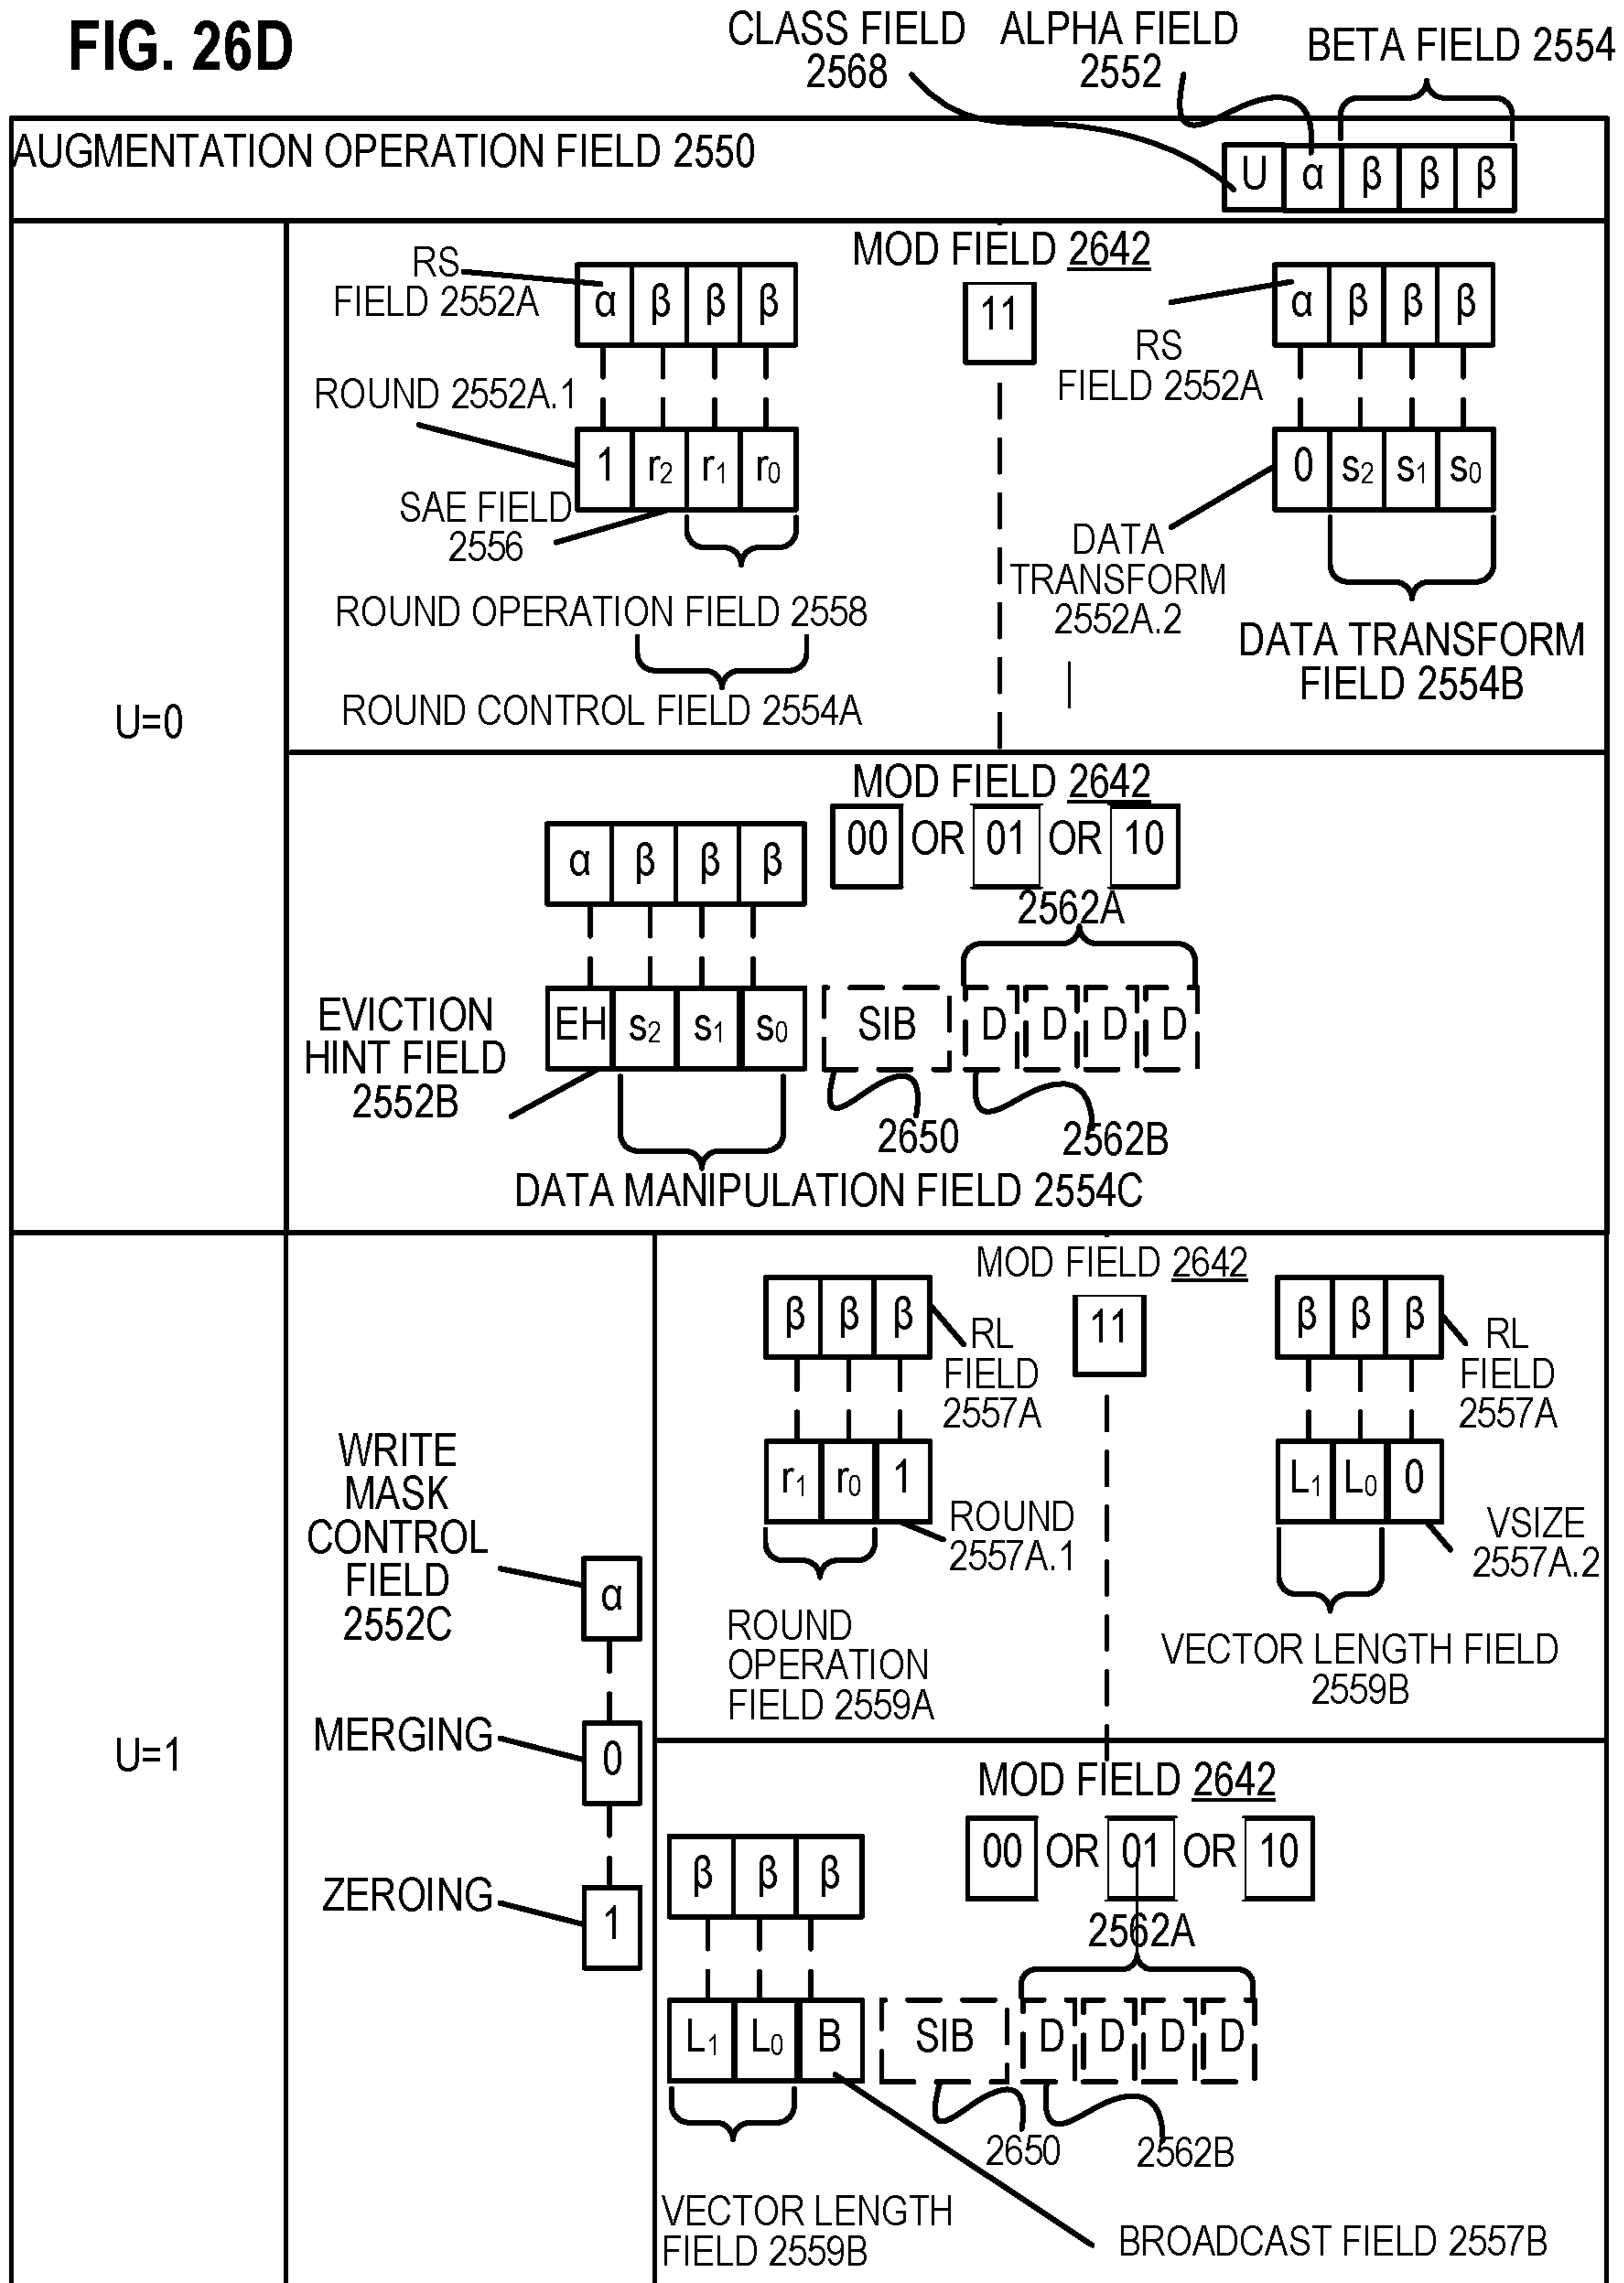 FIG. 26D
CLASS FIELD
2568
ALPHA FIELD
2552
BETA FIELD 2554
AUGMENTATION OPERATION FIELD 2550
U α β β β
U=0
MOD FIELD 2642
11
RS
FIELD 2552A
α β β β
ROUND 2552A.1
1 r2 r1 r0
SAE FIELD
2556
ROUND OPERATION FIELD 2558
ROUND CONTROL FIELD 2554A
α β β β
RS
FIELD 2552A
0 s2 s1 s0
DATA
TRANSFORM
2552A.2
DATA TRANSFORM
FIELD 2554B
MOD FIELD 2642
00 OR 01 OR 10
α β β β
2562A
EVICTION
HINT FIELD
2552B
EH s2 s1 s0 SIB D D D D
2650
2562B
DATA MANIPULATION FIELD 2554C
U=1
WRITE
MASK
CONTROL
FIELD
2552C
α
MERGING
0
ZEROING
1
MOD FIELD 2642
11
β β β
RL
FIELD
2557A
r1 r0 1
ROUND
2557A.1
ROUND
OPERATION
FIELD 2559A
β β β
RL
FIELD
2557A
L1 L0 0
VSIZE
2557A.2
VECTOR LENGTH FIELD
2559B
MOD FIELD 2642
00 OR 01 OR 10
β β β
2562A
L1 L0 B SIB D D D D
2650
2562B
VECTOR LENGTH
FIELD 2559B
BROADCAST FIELD 2557B